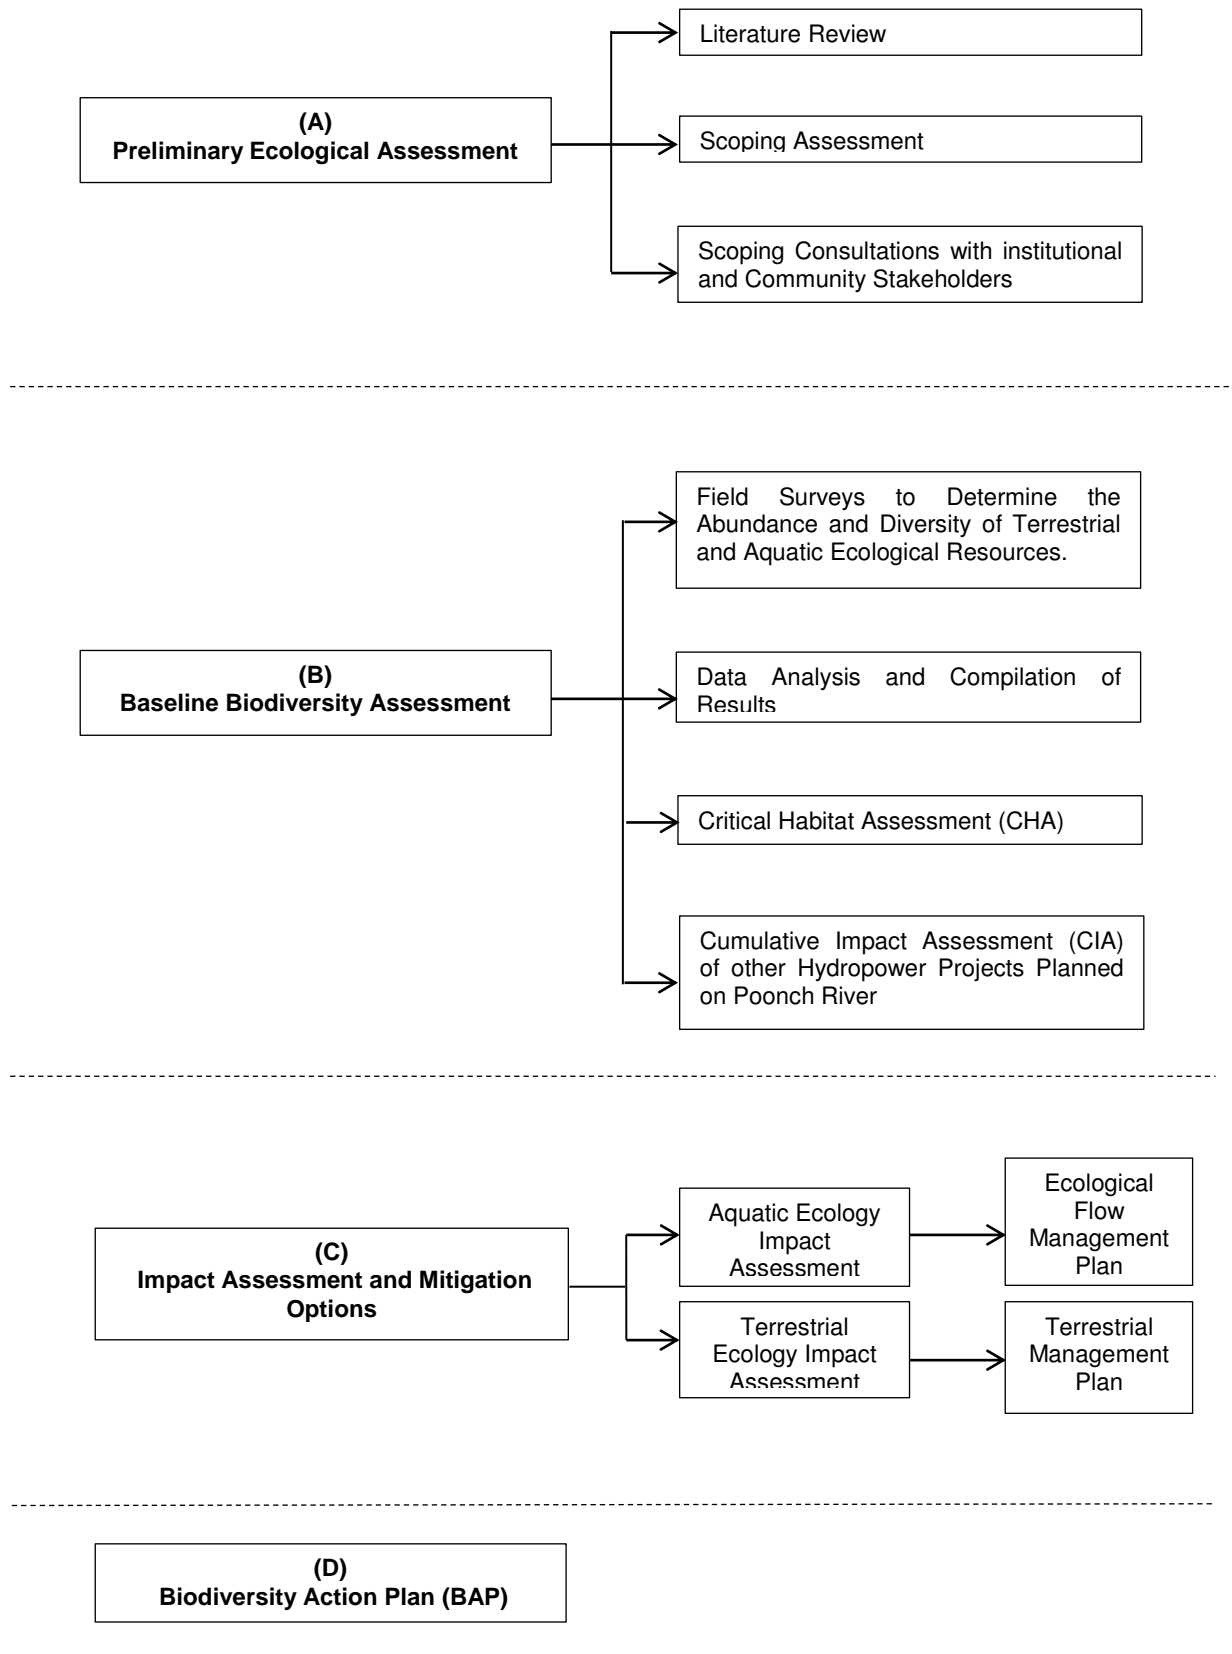 Literature Review
(A)
Preliminary Ecological Assessment
Scoping Assessment
Scoping Consultations with institutional
and Community Stakeholders
Field Surveys to Determine the
Abundance and Diversity of Terrestrial
and Aquatic Ecological Resources.
(B)
Baseline Biodiversity Assessment
Data Analysis and Compilation of
Results
Critical Habitat Assessment (CHA)
Cumulative Impact Assessment (CIA)
of other Hydropower Projects Planned
on Poonch River
(C)
Impact Assessment and Mitigation
Options
Aquatic Ecology
Impact
Assessment
Ecological
Flow
Management
Plan
Terrestrial
Ecology Impact
Assessment
Terrestrial
Management
Plan
(D)
Biodiversity Action Plan (BAP)